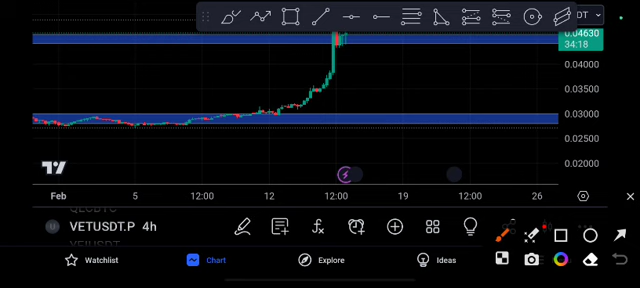 DT
0.04630
34:18
0.04000
0.03500
0.03000
0.02500
0.02000
Feb 5 12:00 12 12:00 19 12:00 26
VETUSDT.P 4h
Watchlist Chart Explore Ideas